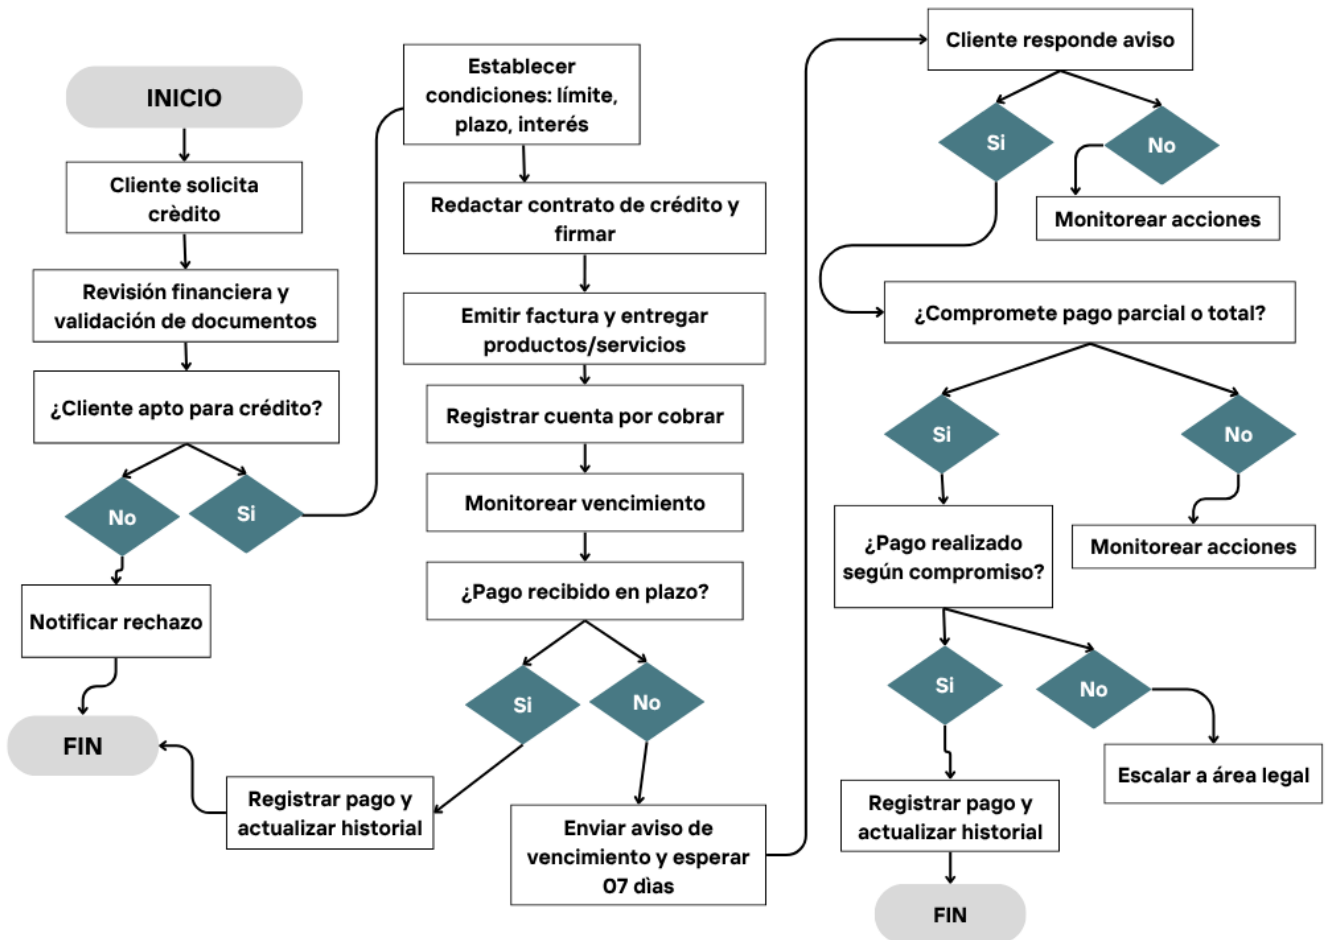 INICIO
Cliente solicita
crèdito
Revisión financiera y
validación de documentos
¿Cliente apto para crédito?
No
Si
Notificar rechazo
FIN
Establecer
condiciones: límite,
plazo, interés
Redactar contrato de crédito y
firmar
Emitir factura y entregar
productos/servicios
Registrar cuenta por cobrar
Monitorear vencimiento
¿Pago recibido en plazo?
Si
No
Registrar pago y
actualizar historial
Enviar aviso de
vencimiento y esperar
07 dìas
Cliente responde aviso
Si
No
Monitorear acciones
¿Compromete pago parcial o total?
Si
No
¿Pago realizado
según compromiso?
Monitorear acciones
Si
No
Escalar a área legal
Registrar pago y
actualizar historial
FIN